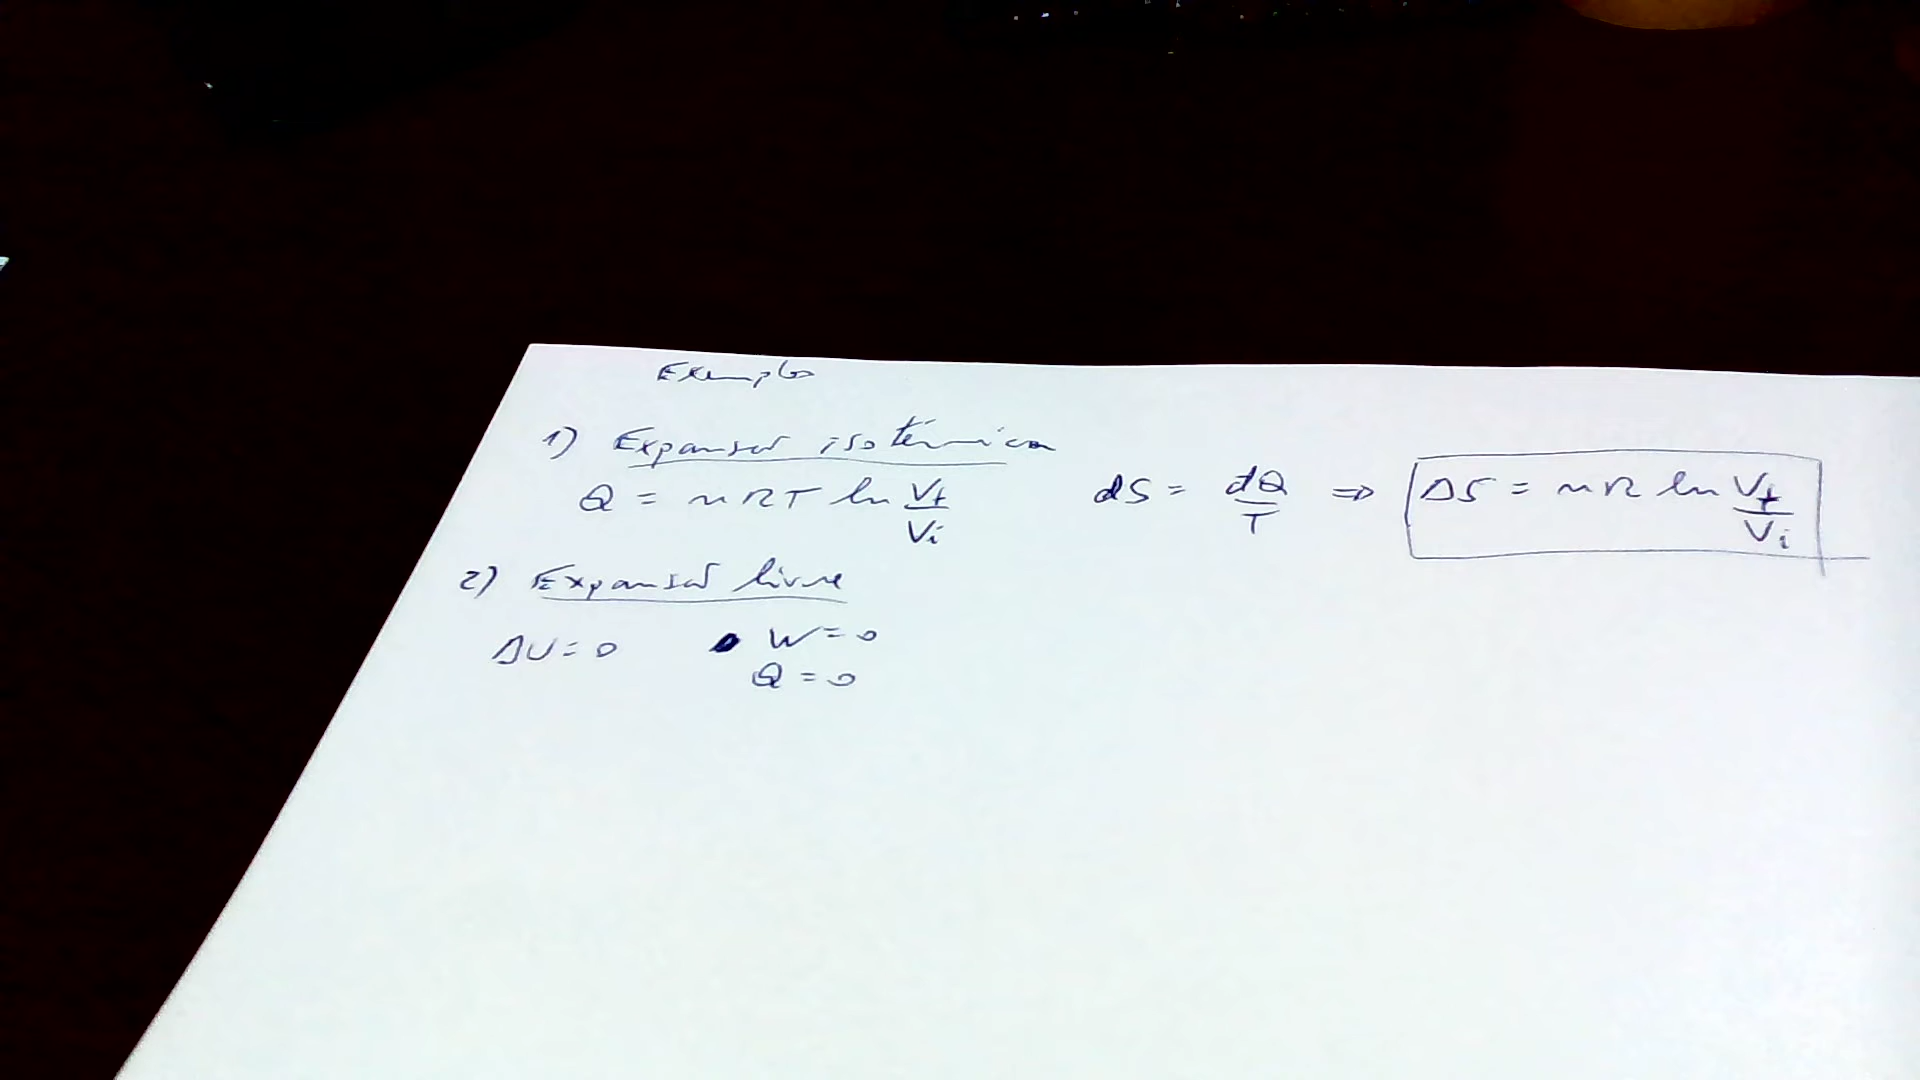 Exemplos
1) Expansão isotérmica
Q = nRT ln Vf/Vi dS = dQ/T ⇒ ΔS = nR ln Vf/Vi
2) Expansão livre
ΔU = 0 W = 0
Q = 0